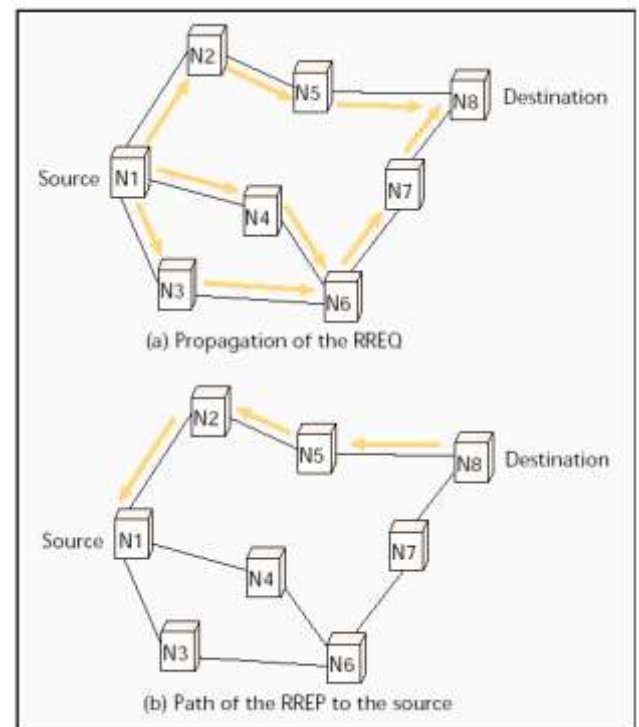 N2
N5
N8
Destination
Source
N1
N4
N7
N3
N6
(a) Propagation of the RREQ
N2
N5
N8
Destination
Source
N1
N4
N7
N3
N6
(b) Path of the RREP to the source